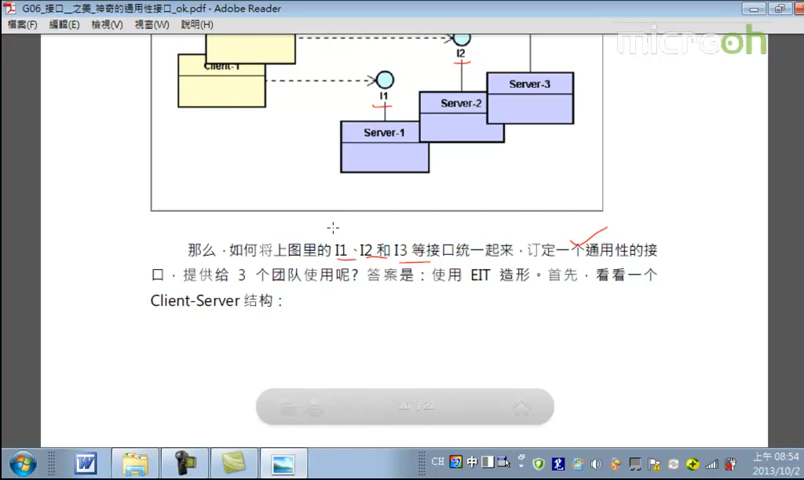 G06_接口__之美_神奇的通用性接口_ok.pdf - Adobe Reader
檔案(F) 編輯(E) 檢視(V) 視窗(W) 說明(H)
microoh
I2
Client-1
I1
Server-3
Server-2
Server-1
那么，如何将上图里的 I1、I2 和 I3 等接口统一起来，订定一个通用性的接
口，提供给 3 个团队使用呢? 答案是：使用 EIT 造形。首先，看看一个
Client-Server 结构：
CH 中
上午 08:54
2013/10/2